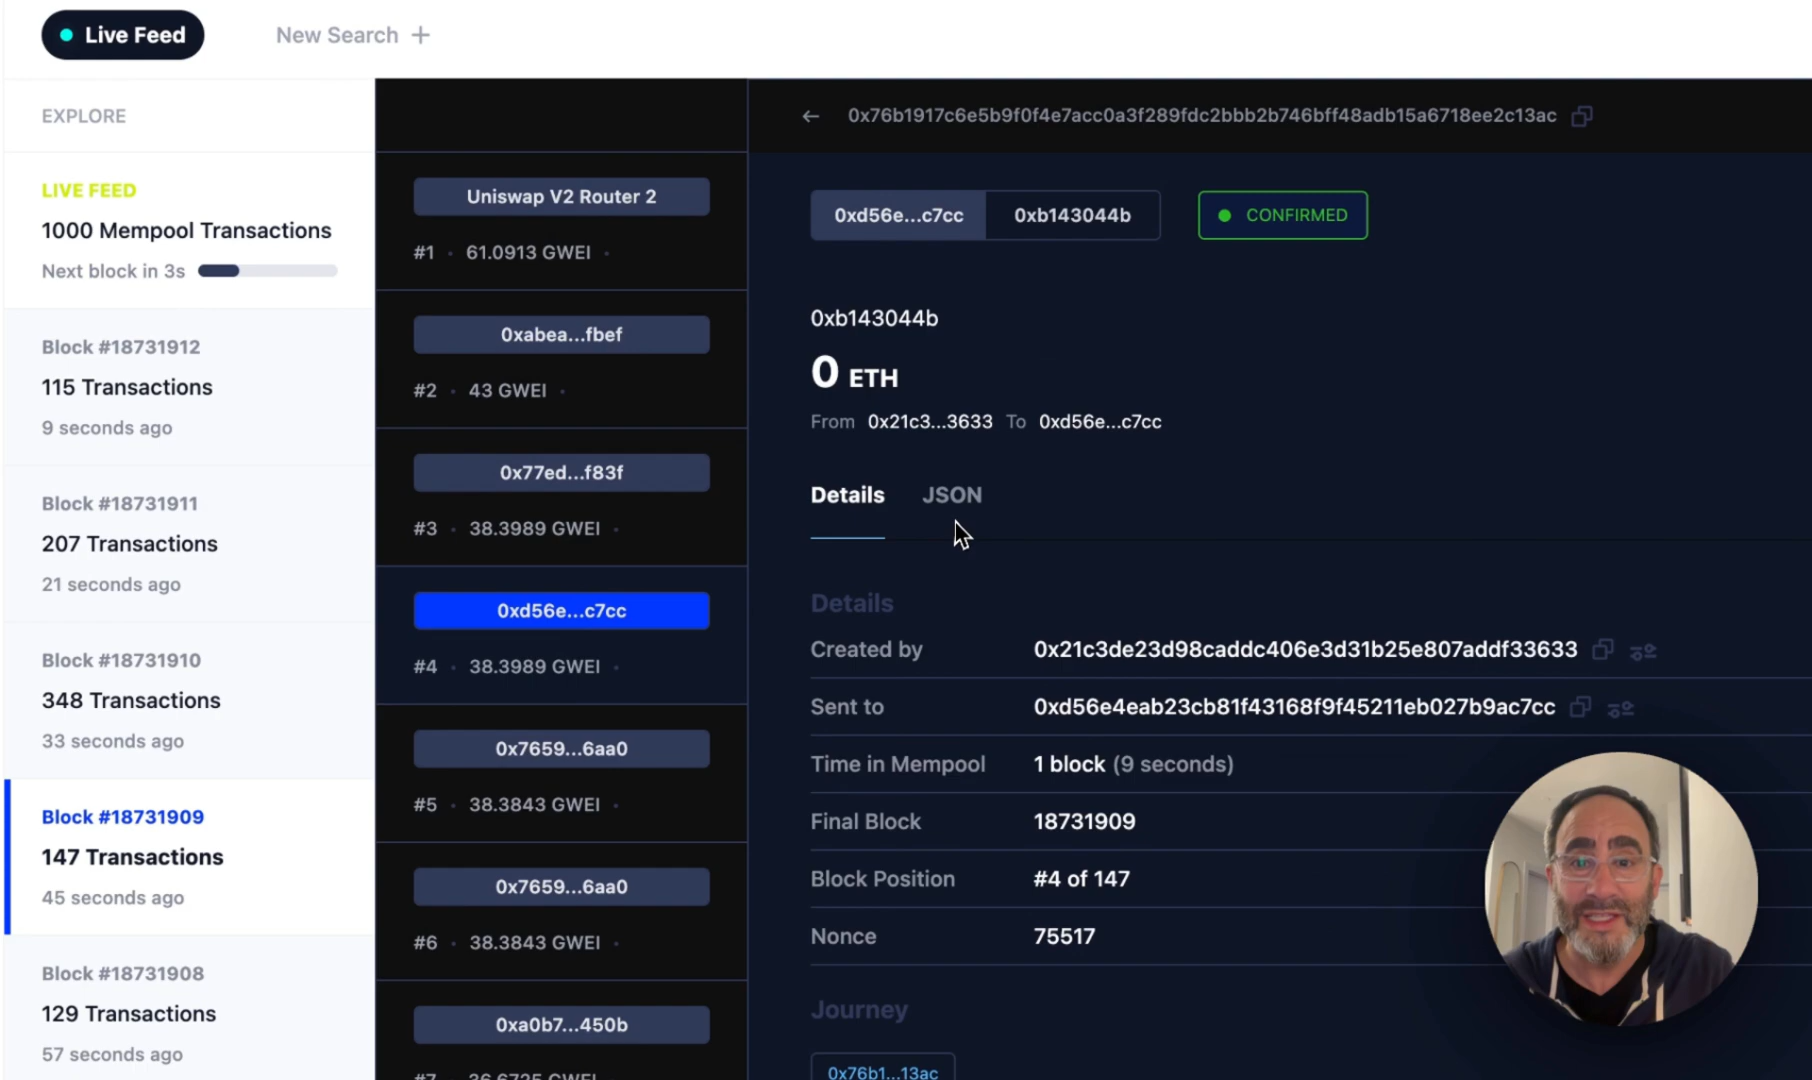 Live Feed
New Search +
EXPLORE
LIVE FEED
1000 Mempool Transactions
Next block in 3s
Block #18731912
115 Transactions
9 seconds ago
Block #18731911
207 Transactions
21 seconds ago
Block #18731910
348 Transactions
33 seconds ago
Block #18731909
147 Transactions
45 seconds ago
Block #18731908
129 Transactions
57 seconds ago
Uniswap V2 Router 2
#1 · 61.0913 GWEI ·
0xabea...fbef
#2 · 43 GWEI ·
0x77ed...f83f
#3 · 38.3989 GWEI ·
0xd56e...c7cc
#4 · 38.3989 GWEI ·
0x7659...6aa0
#5 · 38.3843 GWEI ·
0x7659...6aa0
#6 · 38.3843 GWEI ·
0xa0b7...450b
#7 · 36.6725 GWEI ·
← 0x76b1917c6e5b9f0f4e7acc0a3f289fdc2bbb2b746bff48adb15a6718ee2c13ac
0xd56e...c7cc 0xb143044b
CONFIRMED
0xb143044b
0 ETH
From 0x21c3...3633 To 0xd56e...c7cc
Details JSON
Details
Created by 0x21c3de23d98caddc406e3d31b25e807addf33633
Sent to 0xd56e4eab23cb81f43168f9f45211eb027b9ac7cc
Time in Mempool 1 block (9 seconds)
Final Block 18731909
Block Position #4 of 147
Nonce 75517
Journey
0x76b1...13ac